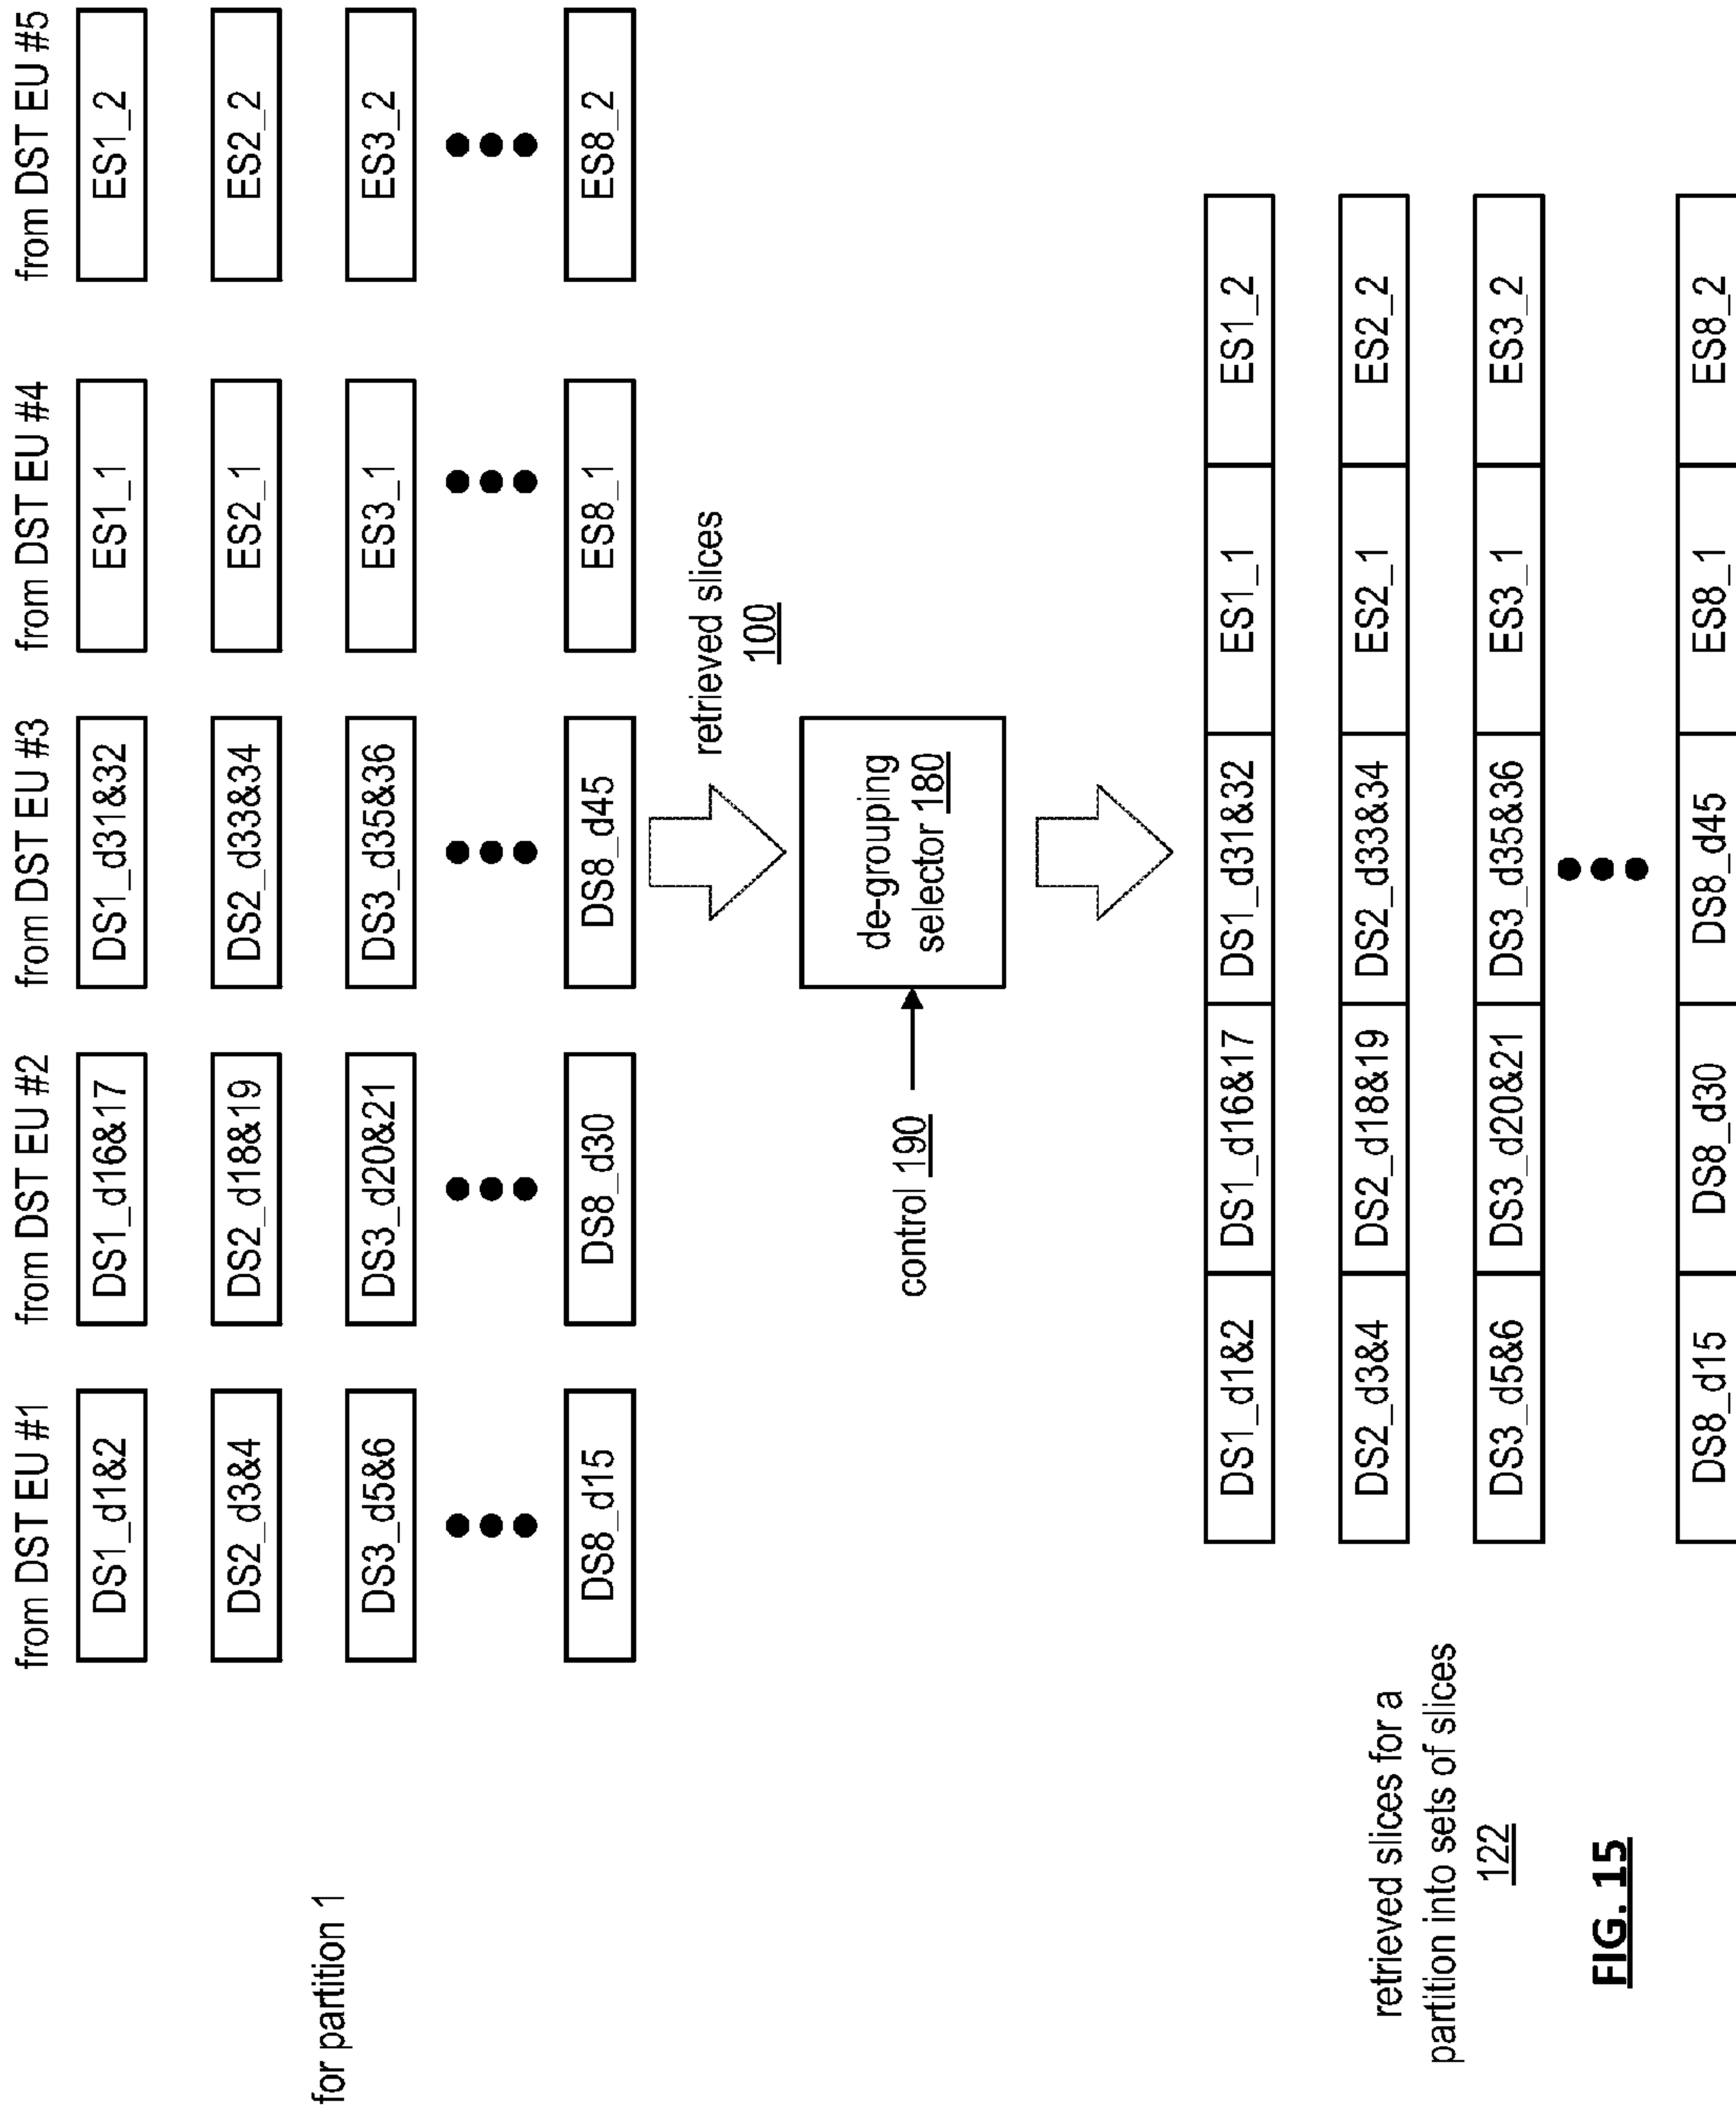 from DST EU #1 from DST EU #2 from DST EU #3 from DST EU #4 from DST EU #5
DS1_d1&2 DS1_d16&17 DS1_d31&32 ES1_1 ES1_2
DS2_d3&4 DS2_d18&19 DS2_d33&34 ES2_1 ES2_2
for partition 1
DS3_d5&6 DS3_d20&21 DS3_d35&36 ES3_1 ES3_2
DS8_d15 DS8_d30 DS8_d45 ES8_1 ES8_2
retrieved slices
100
control 190
de-grouping
selector 180
DS1_d1&2 DS1_d16&17 DS1_d31&32 ES1_1 ES1_2
retrieved slices for a
partition into sets of slices
122
DS2_d3&4 DS2_d18&19 DS2_d33&34 ES2_1 ES2_2
DS3_d5&6 DS3_d20&21 DS3_d35&36 ES3_1 ES3_2
DS8_d15 DS8_d30 DS8_d45 ES8_1 ES8_2
FIG. 15